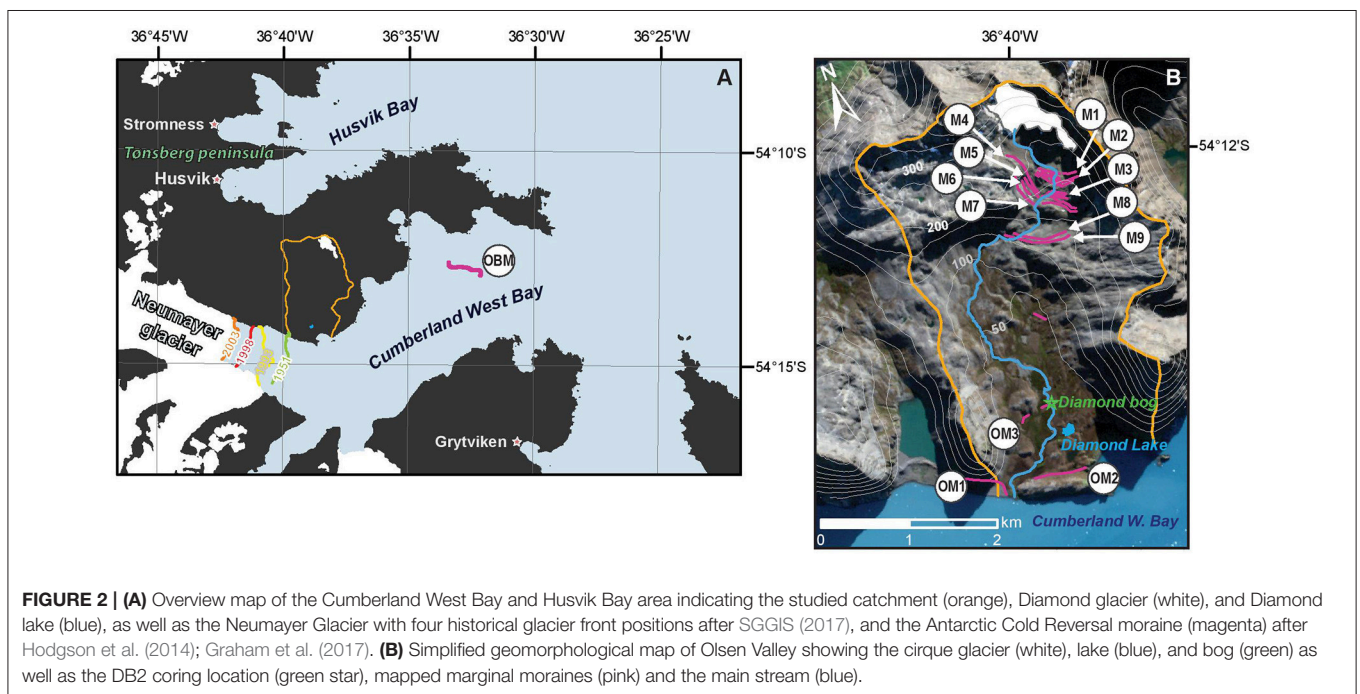 36°45'W
36°40'W
36°35'W
36°30'W
36°25'W
A
Stromness
Husvik Bay
Tønsberg peninsula
Husvik
54°10'S
OBM
Cumberland West Bay
Neumayer
glacier
2003
1998
1951
54°15'S
Grytviken
36°40'W
B
N
M4
M1
M5
M2
M6
M3
M7
M8
M9
54°12'S
300
200
100
50
Diamond bog
Diamond Lake
OM3
OM1
OM2
km
0 1 2
Cumberland W. Bay
FIGURE 2 | (A) Overview map of the Cumberland West Bay and Husvik Bay area indicating the studied catchment (orange), Diamond glacier (white), and Diamond
lake (blue), as well as the Neumayer Glacier with four historical glacier front positions after SGGIS (2017), and the Antarctic Cold Reversal moraine (magenta) after
Hodgson et al. (2014); Graham et al. (2017). (B) Simplified geomorphological map of Olsen Valley showing the cirque glacier (white), lake (blue), and bog (green) as
well as the DB2 coring location (green star), mapped marginal moraines (pink) and the main stream (blue).